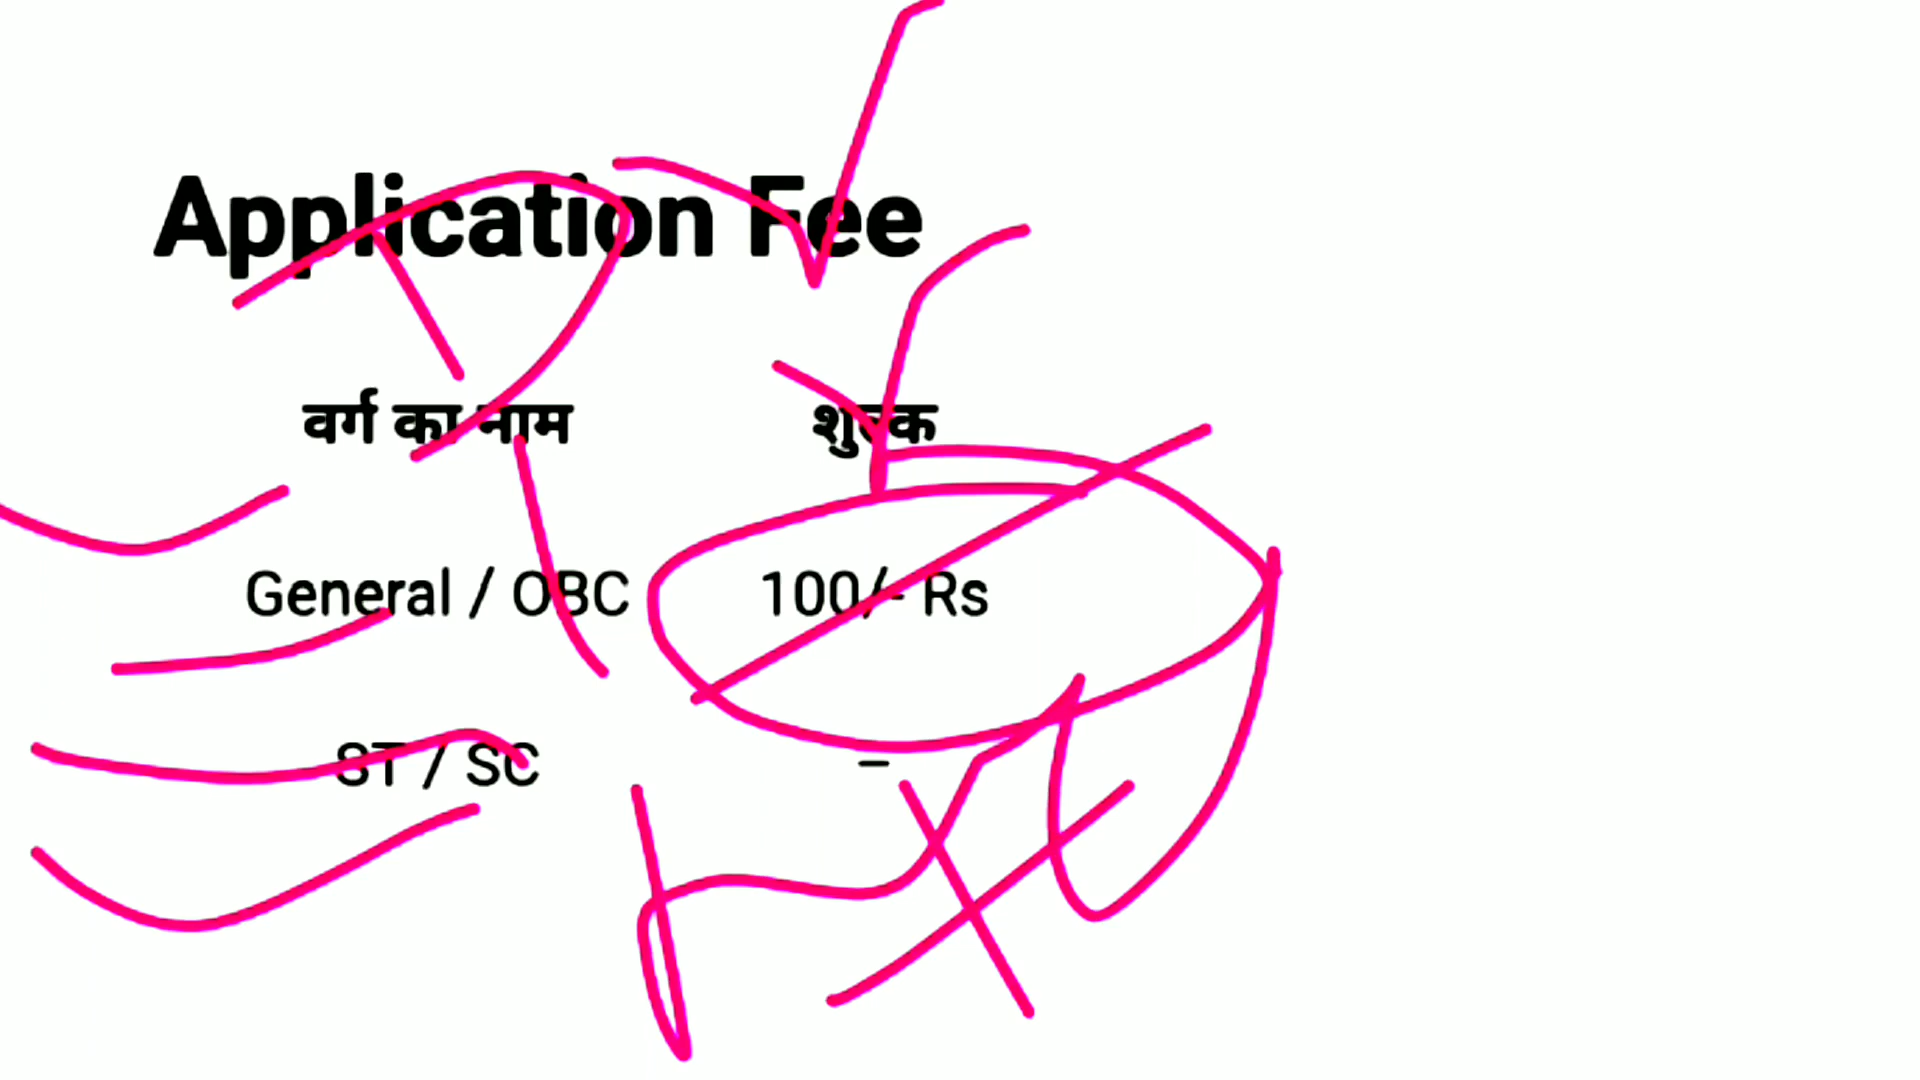 Application Fee
वर्ग का नाम शुल्क
General / OBC 100/- Rs
ST / SC –